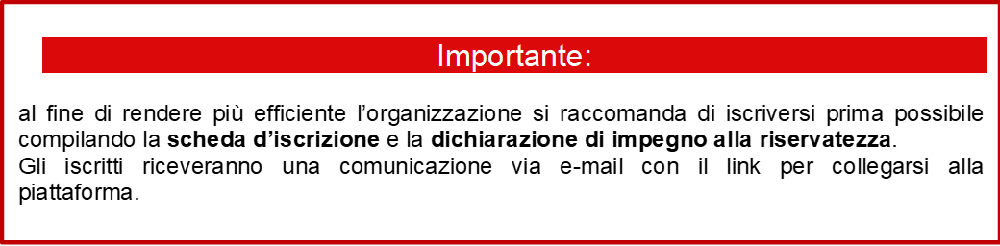 Importante:
al fine di rendere più efficiente l’organizzazione si raccomanda di iscriversi prima possibile
compilando la scheda d’iscrizione e la dichiarazione di impegno alla riservatezza.
Gli iscritti riceveranno una comunicazione via e-mail con il link per collegarsi alla
piattaforma.